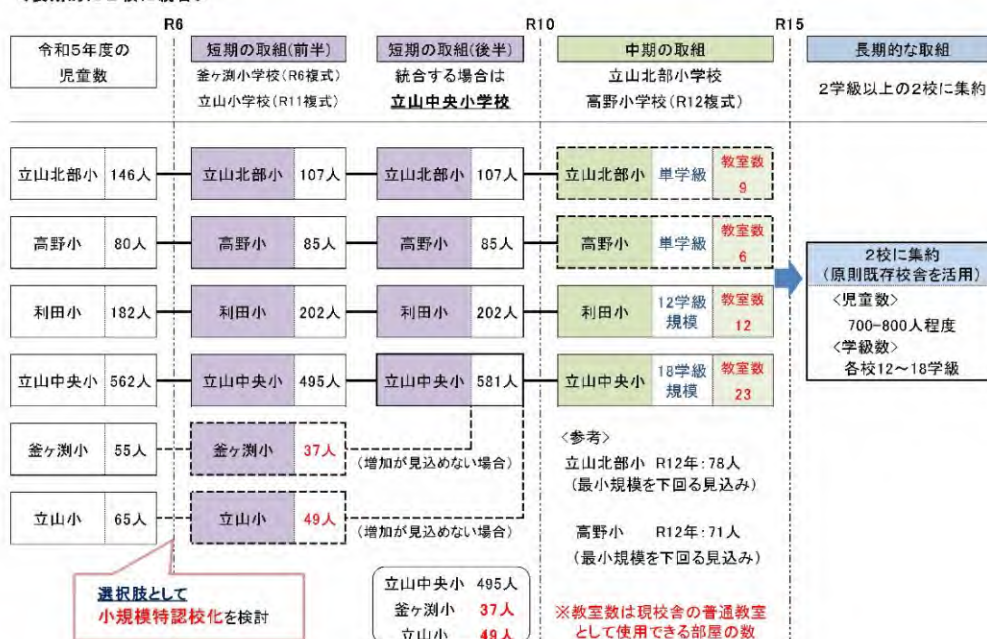 R6
R10
R15
令和5年度の
児童数
短期の取組(前半)
釜ヶ渕小学校(R6複式)
立山小学校(R11複式)
短期の取組(後半)
統合する場合は
立山中央小学校
中期の取組
立山北部小学校
高野小学校(R12複式)
長期的な取組
2学級以上の2校に集約
立山北部小 146人
立山北部小 107人
立山北部小 107人
立山北部小 単学級 教室数
9
高野小 80人
高野小 85人
高野小 85人
高野小 単学級 教室数
6
利田小 182人
利田小 202人
利田小 202人
利田小 12学級
規模
教室数
12
立山中央小 562人
立山中央小 495人
立山中央小 581人
立山中央小 18学級
規模
教室数
23
2校に集約
(原則既存校舎を活用)
<児童数>
700-800人程度
<学級数>
各校12~18学級
釜ヶ渕小 55人
釜ヶ渕小 37人
(増加が見込めない場合)
立山小 65人
立山小 49人
(増加が見込めない場合)
<参考>
立山北部小 R12年:78人
(最小規模を下回る見込み)
高野小 R12年:71人
(最小規模を下回る見込み)
選択肢として
小規模特認校化を検討
立山中央小 495人
釜ヶ渕小 37人
立山小 49人
※教室数は現校舎の普通教室
として使用できる部屋の数